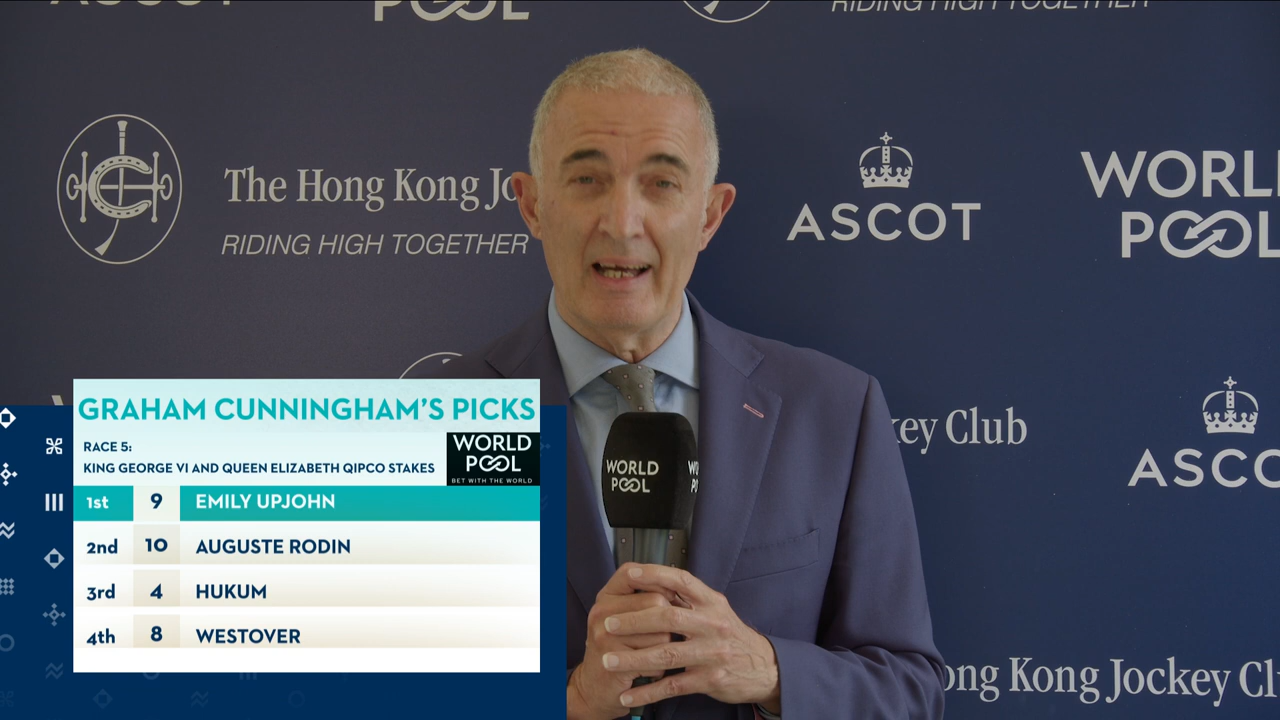 ASCOT
POOL
RIDING HIGH TOGETHER
The Hong Kong Jo
RIDING HIGH TOGETHER
ASCOT
WORL
POOL
key Club
ASCO
ong Kong Jockey Cl
GRAHAM CUNNINGHAM'S PICKS
RACE 5:
KING GEORGE VI AND QUEEN ELIZABETH QIPCO STAKES
WORLD
POOL
BET WITH THE WORLD
1st 9 EMILY UPJOHN
2nd 10 AUGUSTE RODIN
3rd 4 HUKUM
4th 8 WESTOVER
WORLD
POOL